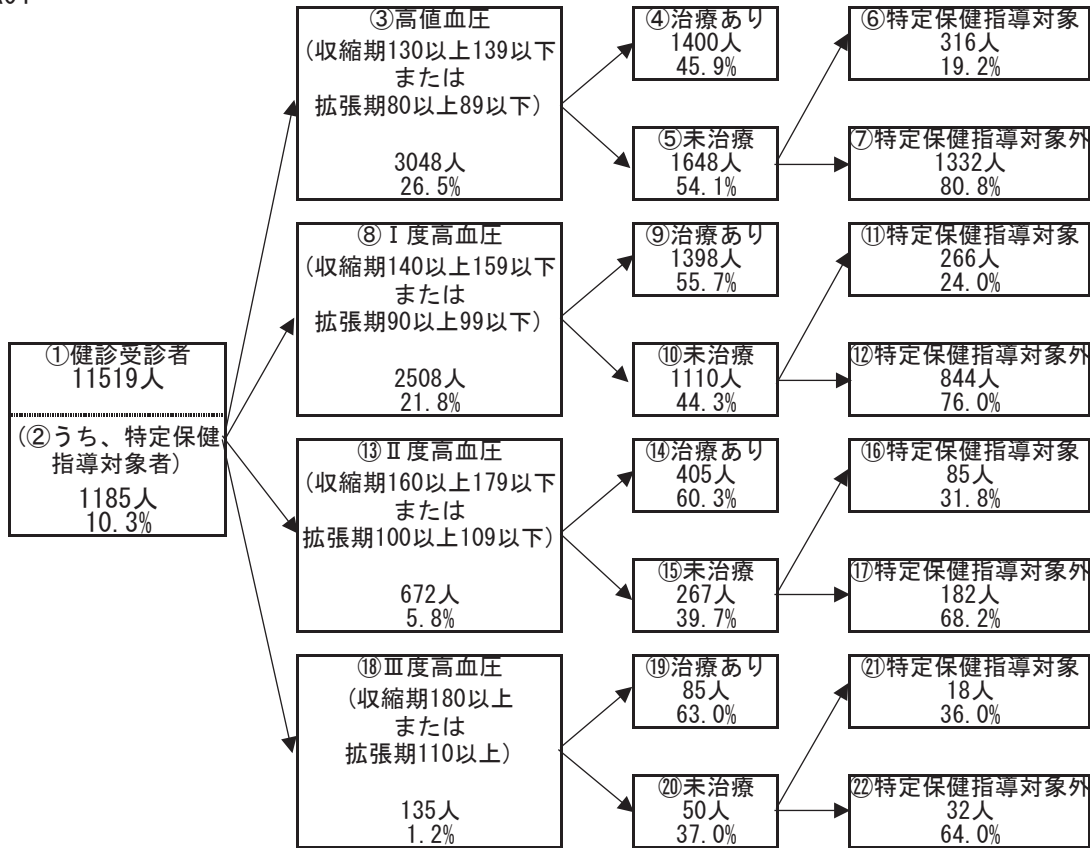 ①健診受診者
11519人
(②うち、特定保健
指導対象者)
1185人
10.3%
③高値血圧
(収縮期130以上139以下
または
拡張期80以上89以下)
3048人
26.5%
④治療あり
1400人
45.9%
⑤未治療
1648人
54.1%
⑥特定保健指導対象
316人
19.2%
⑦特定保健指導対象外
1332人
80.8%
⑧Ⅰ度高血圧
(収縮期140以上159以下
または
拡張期90以上99以下)
2508人
21.8%
⑨治療あり
1398人
55.7%
⑩未治療
1110人
44.3%
⑪特定保健指導対象
266人
24.0%
⑫特定保健指導対象外
844人
76.0%
⑬Ⅱ度高血圧
(収縮期160以上179以下
または
拡張期100以上109以下)
672人
5.8%
⑭治療あり
405人
60.3%
⑮未治療
267人
39.7%
⑯特定保健指導対象
85人
31.8%
⑰特定保健指導対象外
182人
68.2%
⑱Ⅲ度高血圧
(収縮期180以上
または
拡張期110以上)
135人
1.2%
⑲治療あり
85人
63.0%
⑳未治療
50人
37.0%
㉑特定保健指導対象
18人
36.0%
㉒特定保健指導対象外
32人
64.0%